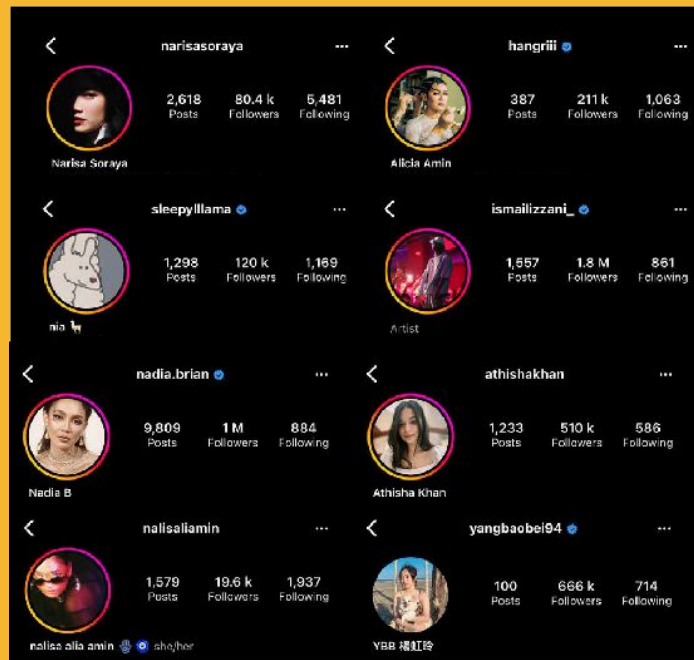 narisasoraya
2,618 80.4 k 5,481
Posts Followers Following
Narisa Soraya
hangriii
387 211 k 1,063
Posts Followers Following
Alicia Amin
sleepylllama
1,298 120 k 1,169
Posts Followers Following
nia
ismailizzani_
1,557 1.8 M 861
Posts Followers Following
Artist
nadia.brian
9,809 1 M 884
Posts Followers Following
Nadia B
athishakhan
1,233 510 k 586
Posts Followers Following
Athisha Khan
nalisaliamin
1,579 19.6 k 1,937
Posts Followers Following
nalisa alia amin she/her
yangbaobei94
100 666 k 714
Posts Followers Following
YBB 楊虹玲